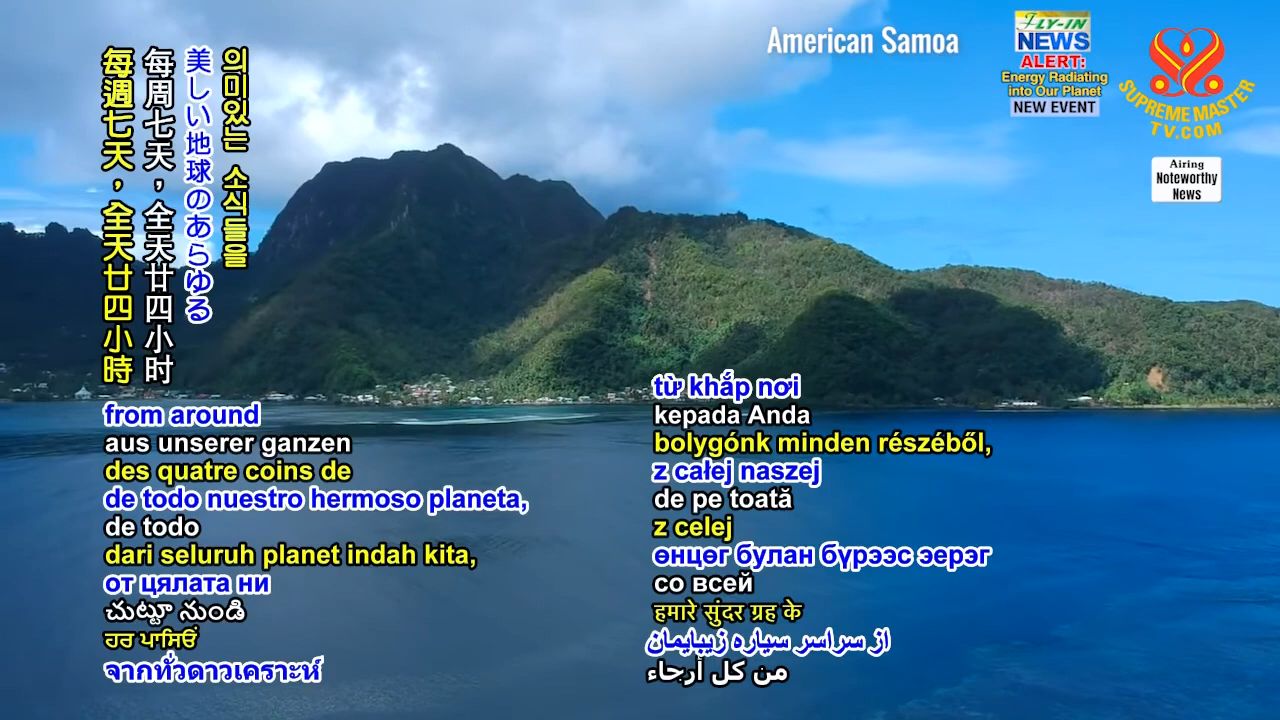 American Samoa
FLY-IN
NEWS
ALERT:
Energy Radiating
into Our Planet
NEW EVENT
SUPREME MASTER
TV.COM
Airing
Noteworthy
News
의미있는 소식들을
美しい地球のあらゆる
每周七天，全天廿四小时
每週七天，全天廿四小時
from around
aus unserer ganzen
des quatre coins de
de todo nuestro hermoso planeta,
de todo
dari seluruh planet indah kita,
от цялата ни
చుట్టూ నుండి
ਹਰ ਪਾਸਿਓਂ
จากทั่วดาวเคราะห์
từ khắp nơi
kepada Anda
bolygónk minden részéből,
z całej naszej
de pe toată
z celej
өнцөг булан бүрээс эерэг
со всей
हमारे सुंदर ग्रह के
از سراسر سیاره زیبایمان
من كل أرجاء